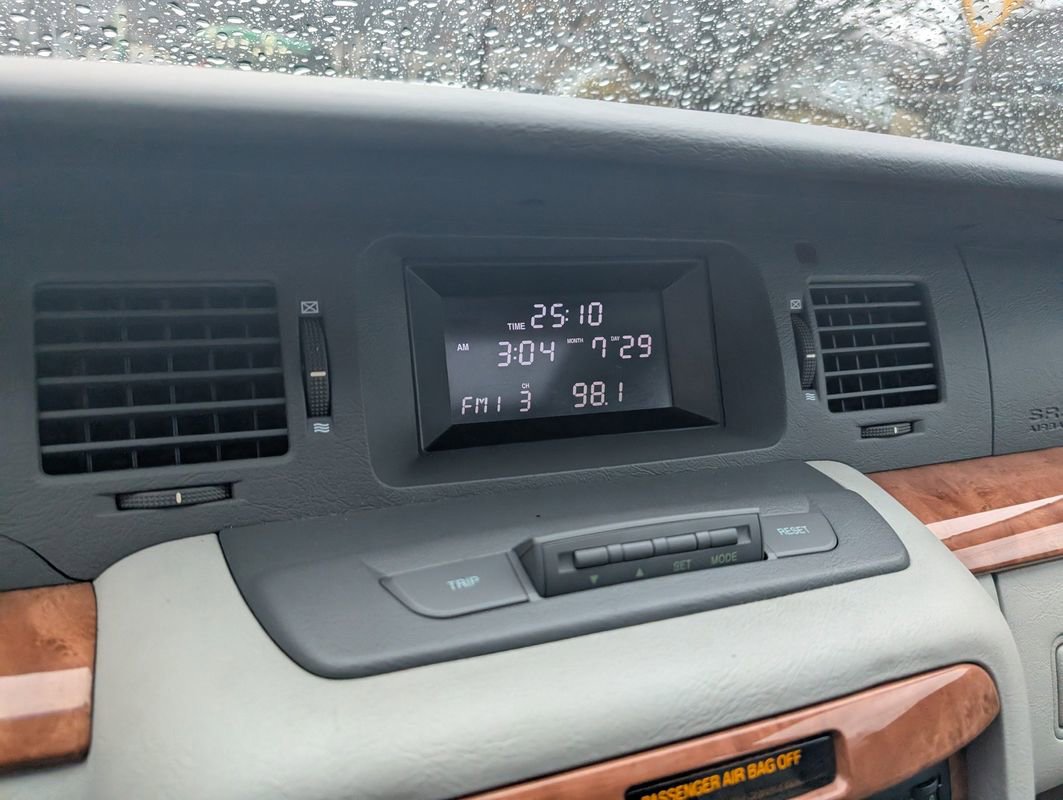 TIME 25:10
AM 3:04 MONTH 7 DAY 29
FM1 CH 3 98.1
TRIP
▼ ▲ SET MODE
RESET
PASSENGER AIR BAG OFF